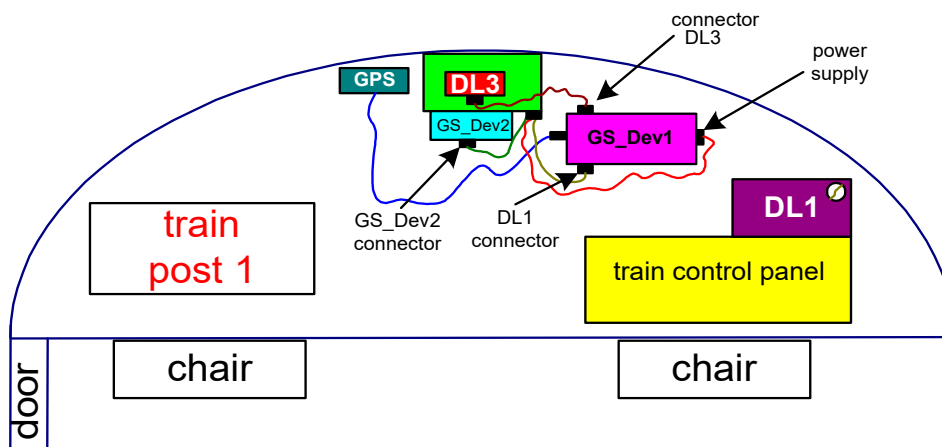 connector
DL3
power
supply
GPS
DL3
GS_Dev2
GS_Dev1
GS_Dev2
connector
DL1
connector
DL1
train
post 1
train control panel
chair
chair
door